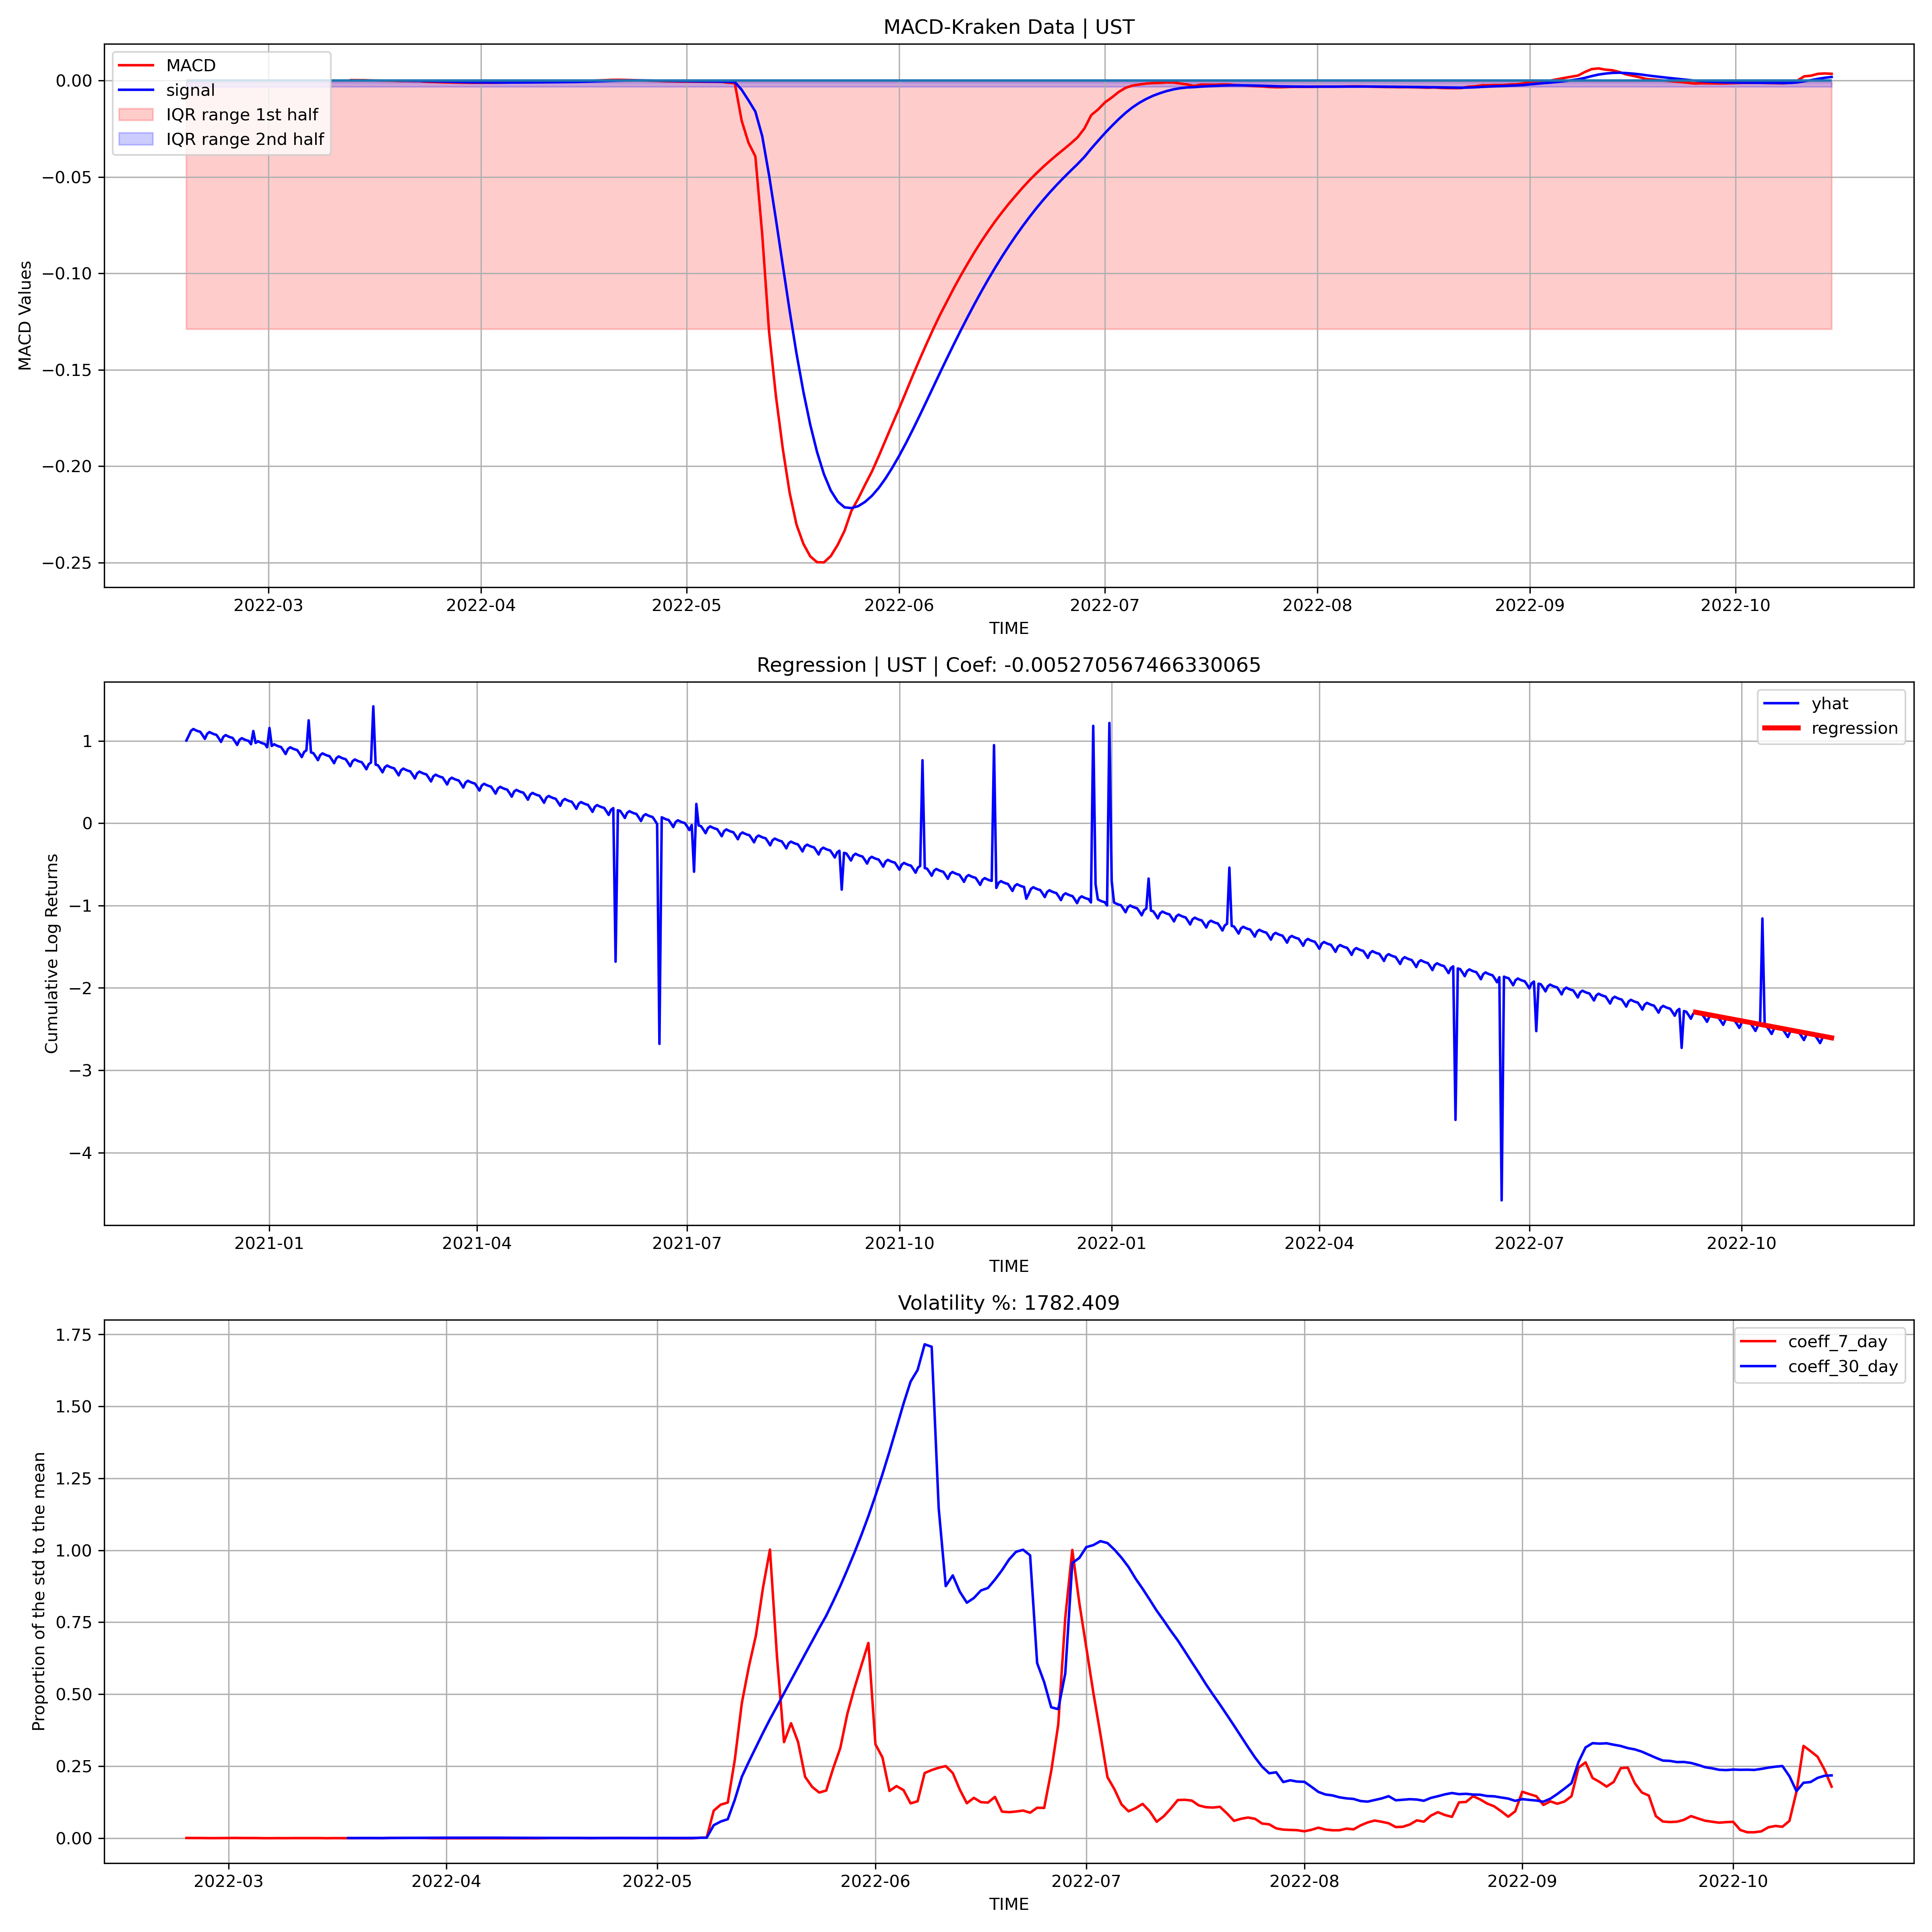 MACD-Kraken Data | UST
MACD
signal
IQR range 1st half
IQR range 2nd half
0.00
−0.05
−0.10
−0.15
−0.20
−0.25
MACD Values
2022-03 2022-04 2022-05 2022-06 2022-07 2022-08 2022-09 2022-10
TIME
Regression | UST | Coef: -0.005270567466330065
yhat
regression
1
0
−1
−2
−3
−4
Cumulative Log Returns
2021-01 2021-04 2021-07 2021-10 2022-01 2022-04 2022-07 2022-10
TIME
Volatility %: 1782.409
coeff_7_day
coeff_30_day
1.75
1.50
1.25
1.00
0.75
0.50
0.25
0.00
Proportion of the std to the mean
2022-03 2022-04 2022-05 2022-06 2022-07 2022-08 2022-09 2022-10
TIME